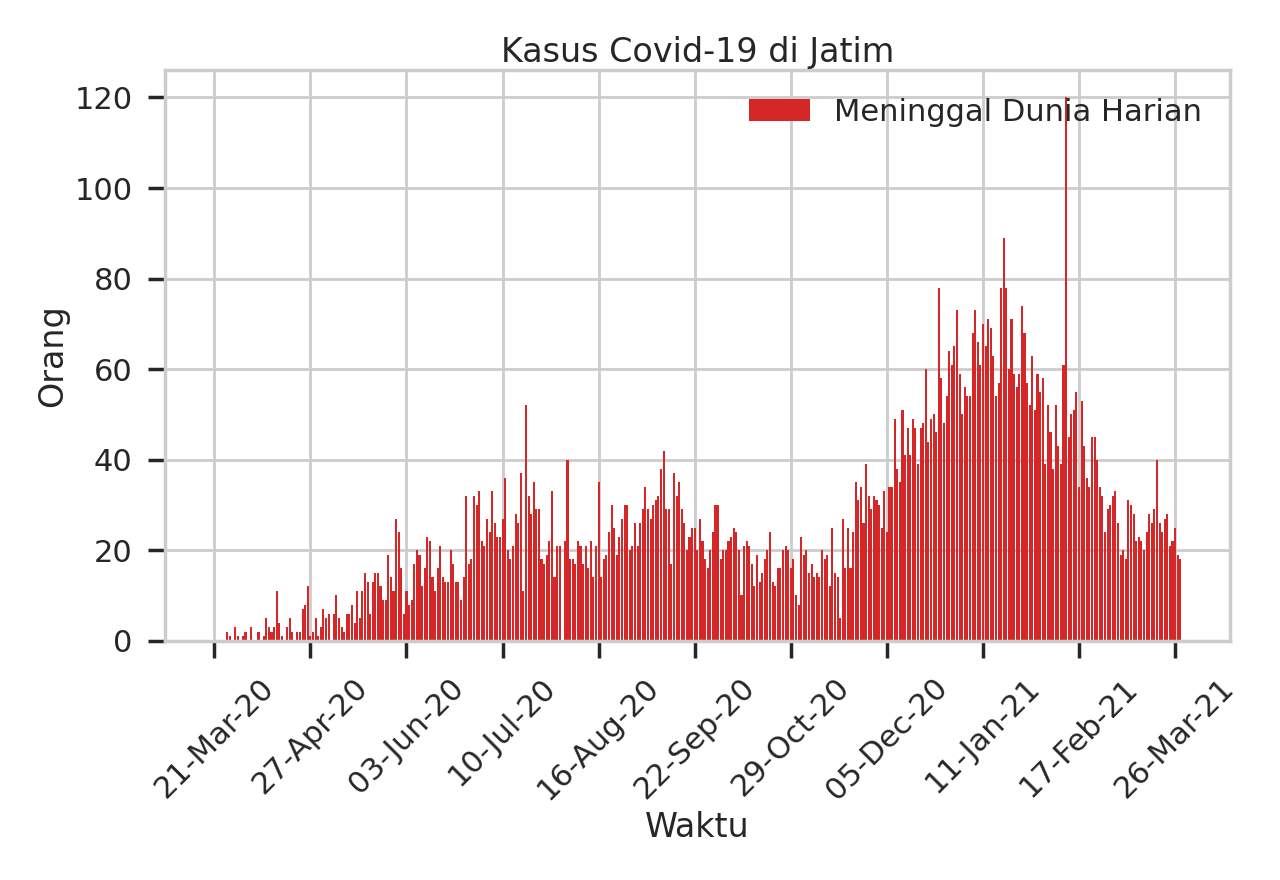 Kasus Covid-19 di Jatim
Meninggal Dunia Harian
120
100
80
60
40
20
0
Orang
21-Mar-20
27-Apr-20
03-Jun-20
10-Jul-20
16-Aug-20
22-Sep-20
29-Oct-20
05-Dec-20
11-Jan-21
17-Feb-21
26-Mar-21
Waktu